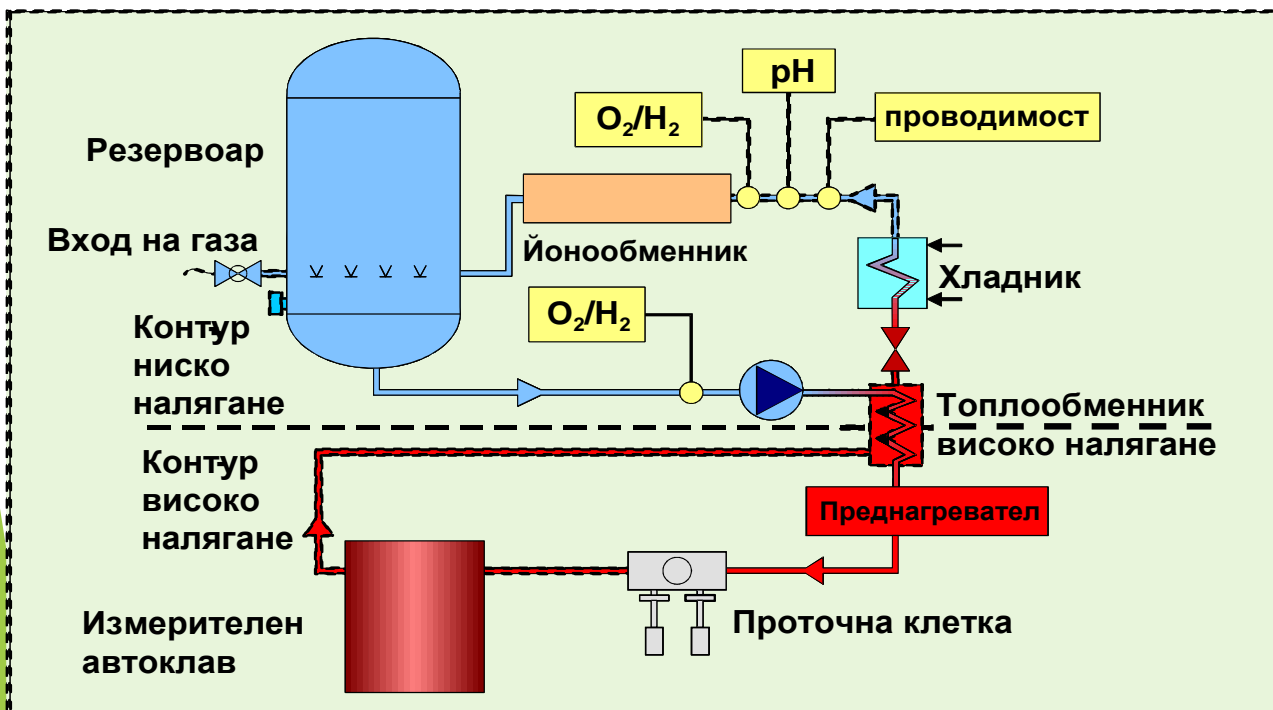 pH
O₂/H₂
проводимост
Резервоар
Вход на газа
Йонообменник
Хладник
O₂/H₂
Контур
ниско
налягане
Топлообменник
високо налягане
Контур
високо
налягане
Преднагревател
Измерителен
автоклав
Проточна клетка